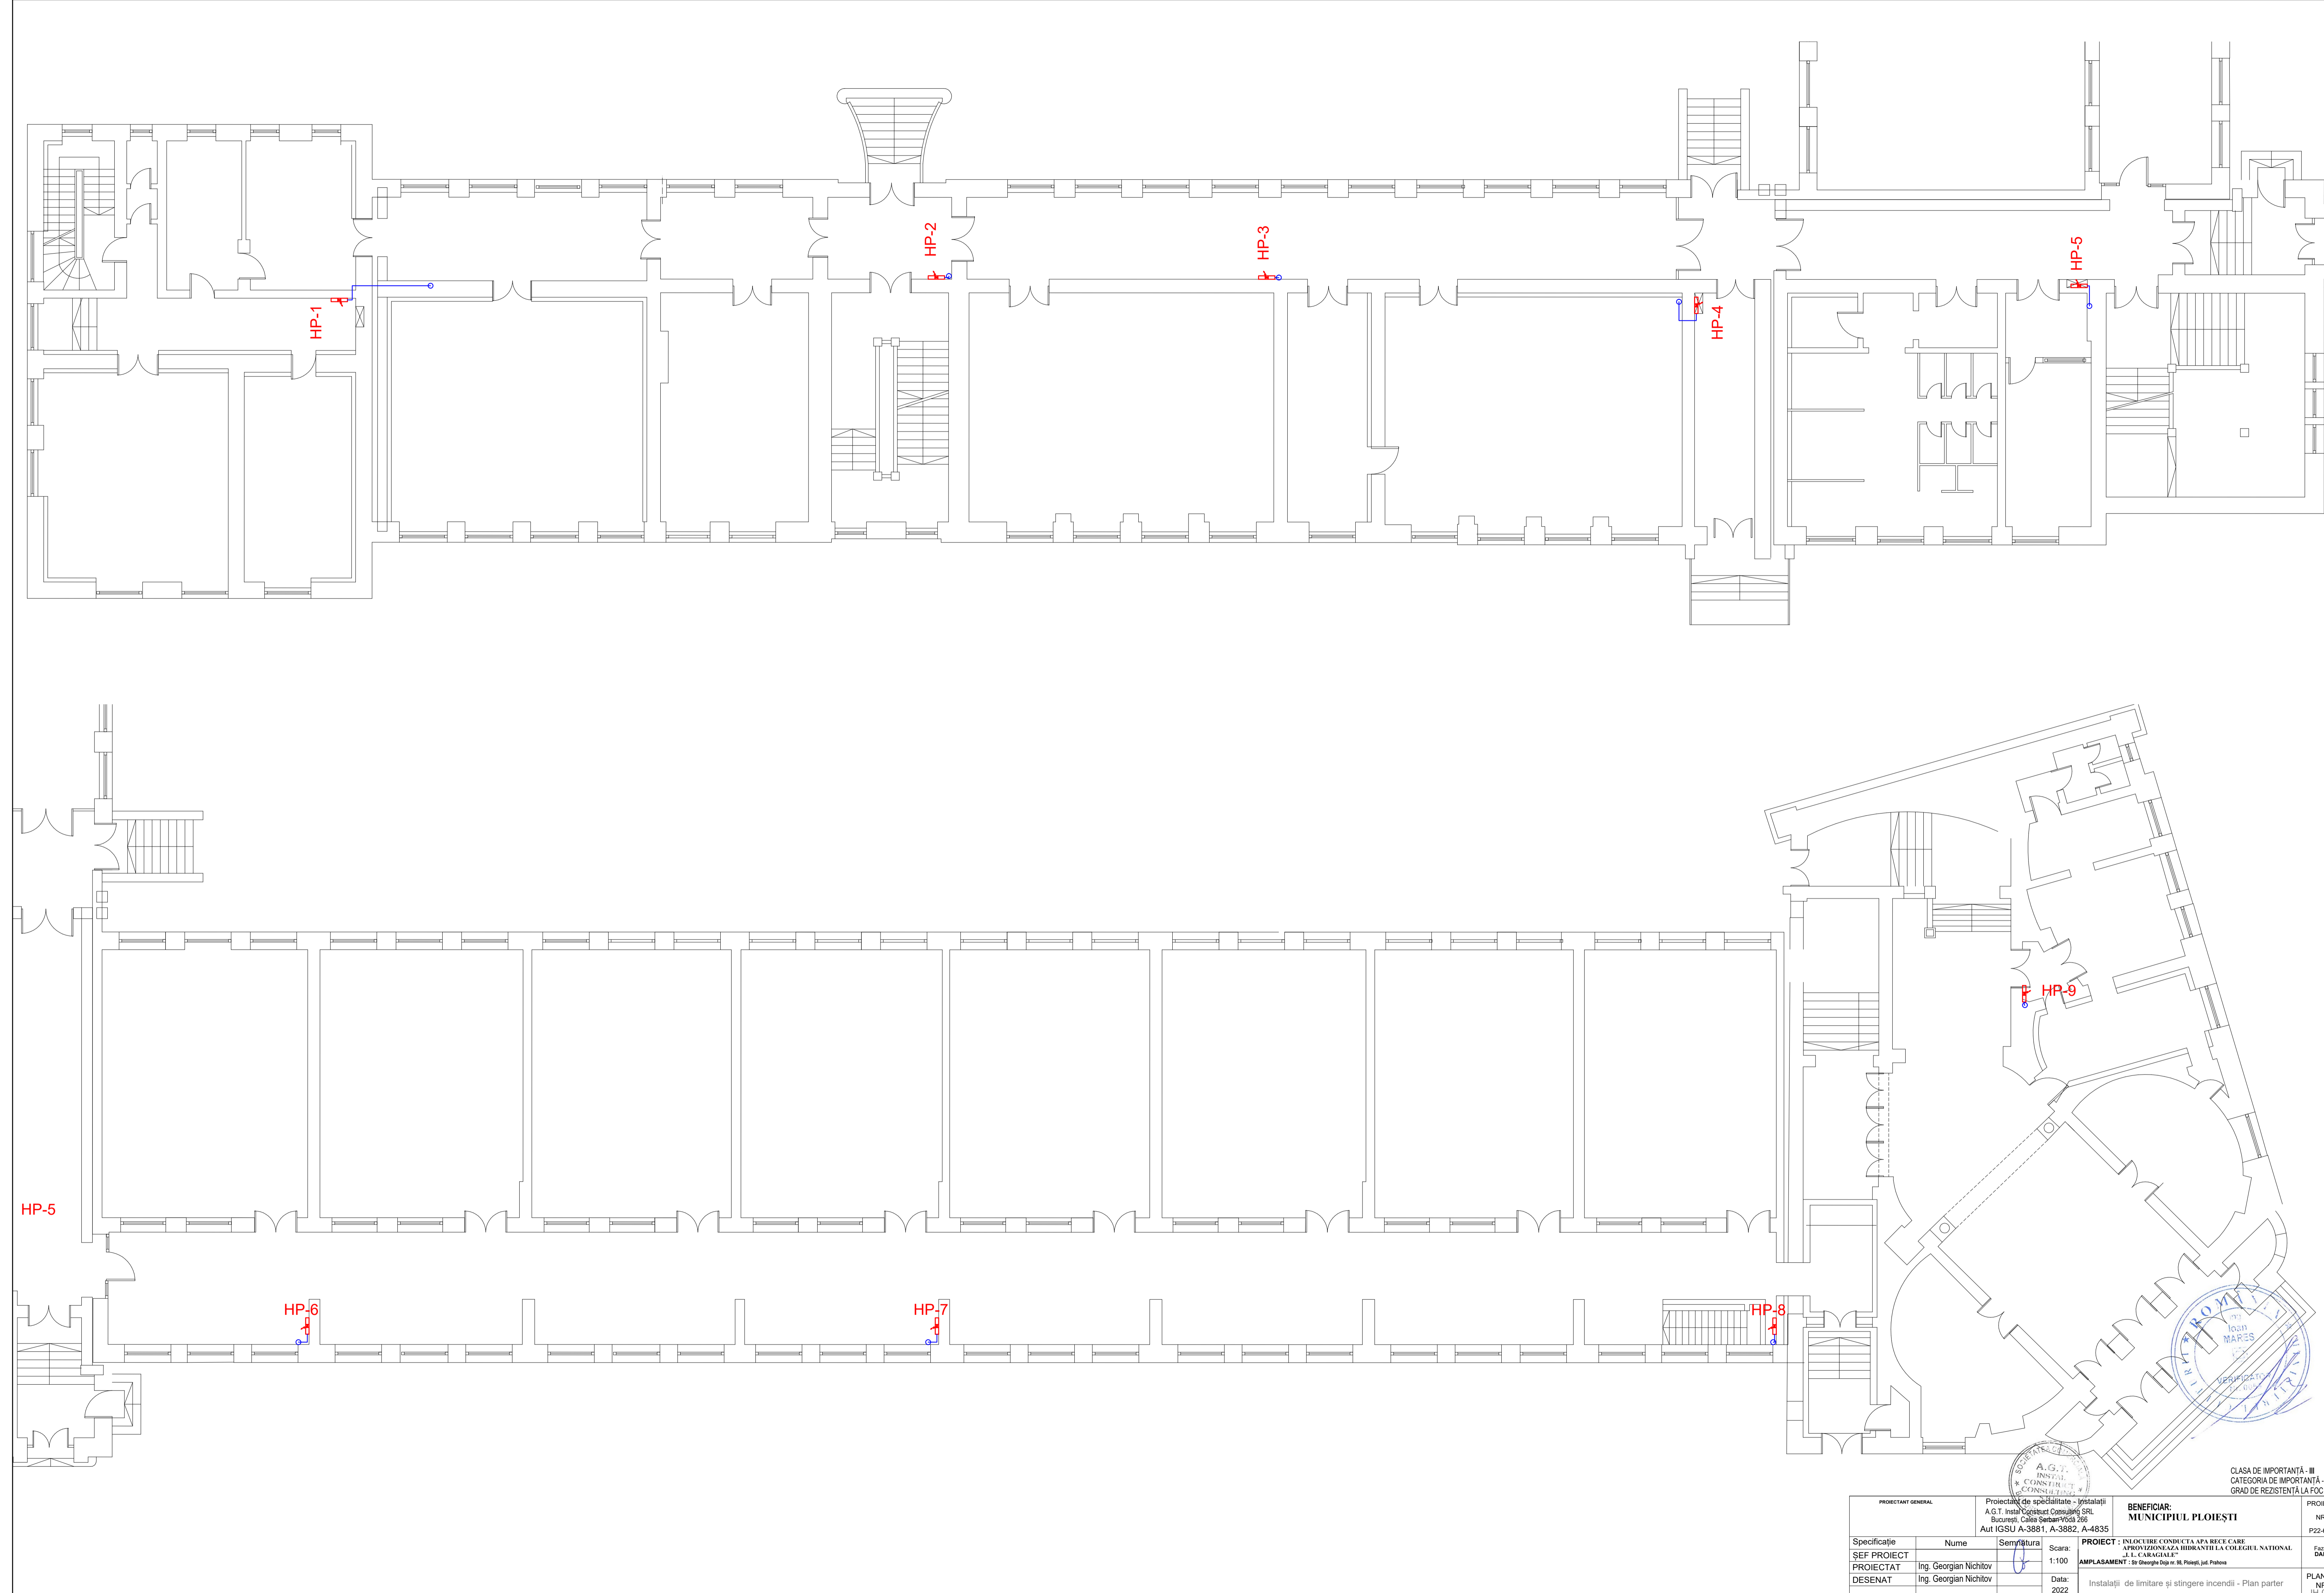 HP-2
HP-3
HP-5
HP-1
HP-4
HP-9
HP-5
HP-6
HP-7
HP-8
ROMÂNIA
Ioan
MAREȘ
VERIFICATOR
SOCIETATEA
A.G.T.
INSTAL
CONSTRUCT
CONSULTING
CLASA DE IMPORTANȚĂ - III
CATEGORIA DE IMPORTANȚĂ -
GRAD DE REZISTENȚĂ LA FOC
PROIECTANT GENERAL
Proiectant de specialitate - Instalații
A.G.T. Instal Construct Consulting SRL
București, Calea Șerban Vodă 266
Aut IGSU A-3881, A-3882, A-4835
BENEFICIAR:
MUNICIPIUL PLOIEȘTI
Specificație Nume Semnătura
ȘEF PROIECT
PROIECTAT Ing. Georgian Nichitov
DESENAT Ing. Georgian Nichitov
Scara:
1:100
Data:
2022
PROIECT : INLOCUIRE CONDUCTA APA RECE CARE
APROVIZIONEAZA HIDRANTII LA COLEGIUL NATIONAL
„I. L. CARAGIALE"
AMPLASAMENT : Str Gheorghe Doja nr. 98, Ploiești, jud. Prahova
Instalații de limitare și stingere incendii - Plan parter